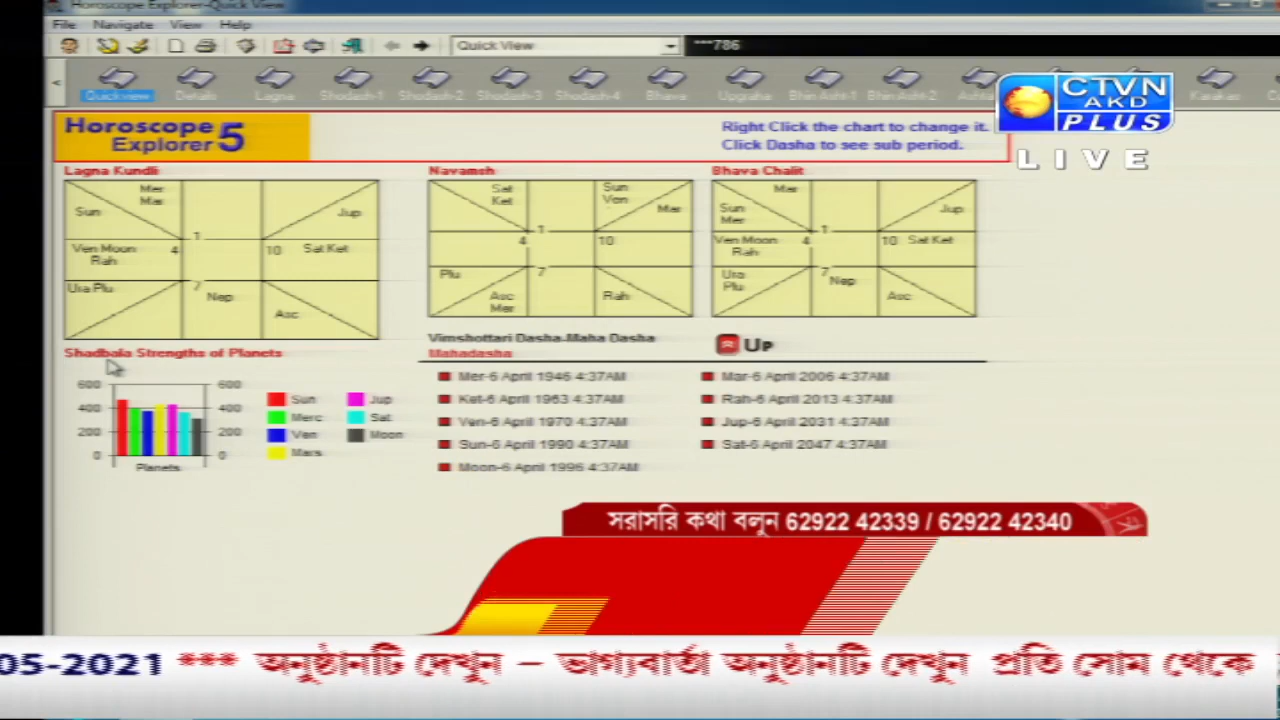 Horoscope Explorer-Quick View
File Navigate View Help
Quick View
***786
Quick view Details Lagna Shodash-1 Shodash-2 Shodash-3 Shodash-4 Bhava Upgraha Bhin Asht-1 Bhin Asht-2 Karakas
CTVN
AKD
PLUS
LIVE
Horoscope
Explorer 5
Right Click the chart to change it.
Click Dasha to see sub period.
Lagna Kundli
Mer
Mar
Sun
Jup
1
Ven Moon
Rah
4
10
Sat Ket
Ura Plu
7
Nep
Asc
Navamsh
Sat
Ket
Sun
Ven
Mar
1
4
10
Plu
7
Asc
Mer
Rah
Bhava Chalit
Mar
Sun
Mer
Jup
1
Ven Moon
Rah
4
10
Sat Ket
Ura
Plu
7
Nep
Asc
Shadbala Strengths of Planets
600 600
400 400
200 200
0 0
Planets
Sun Jup
Merc Sat
Ven Moon
Mars
Vimshottari Dasha-Maha Dasha
Up
Mahadasha
Mer-6 April 1946 4:37AM
Ket-6 April 1963 4:37AM
Ven-6 April 1970 4:37AM
Sun-6 April 1990 4:37AM
Moon-6 April 1996 4:37AM
Mar-6 April 2006 4:37AM
Rah-6 April 2013 4:37AM
Jup-6 April 2031 4:37AM
Sat-6 April 2047 4:37AM
সরাসরি কথা বলুন 62922 42339 / 62922 42340
05-2021 *** অনুষ্ঠানটি দেখুন – ভাগ্যবার্তা অনুষ্ঠানটি দেখুন প্রতি সোম থেকে